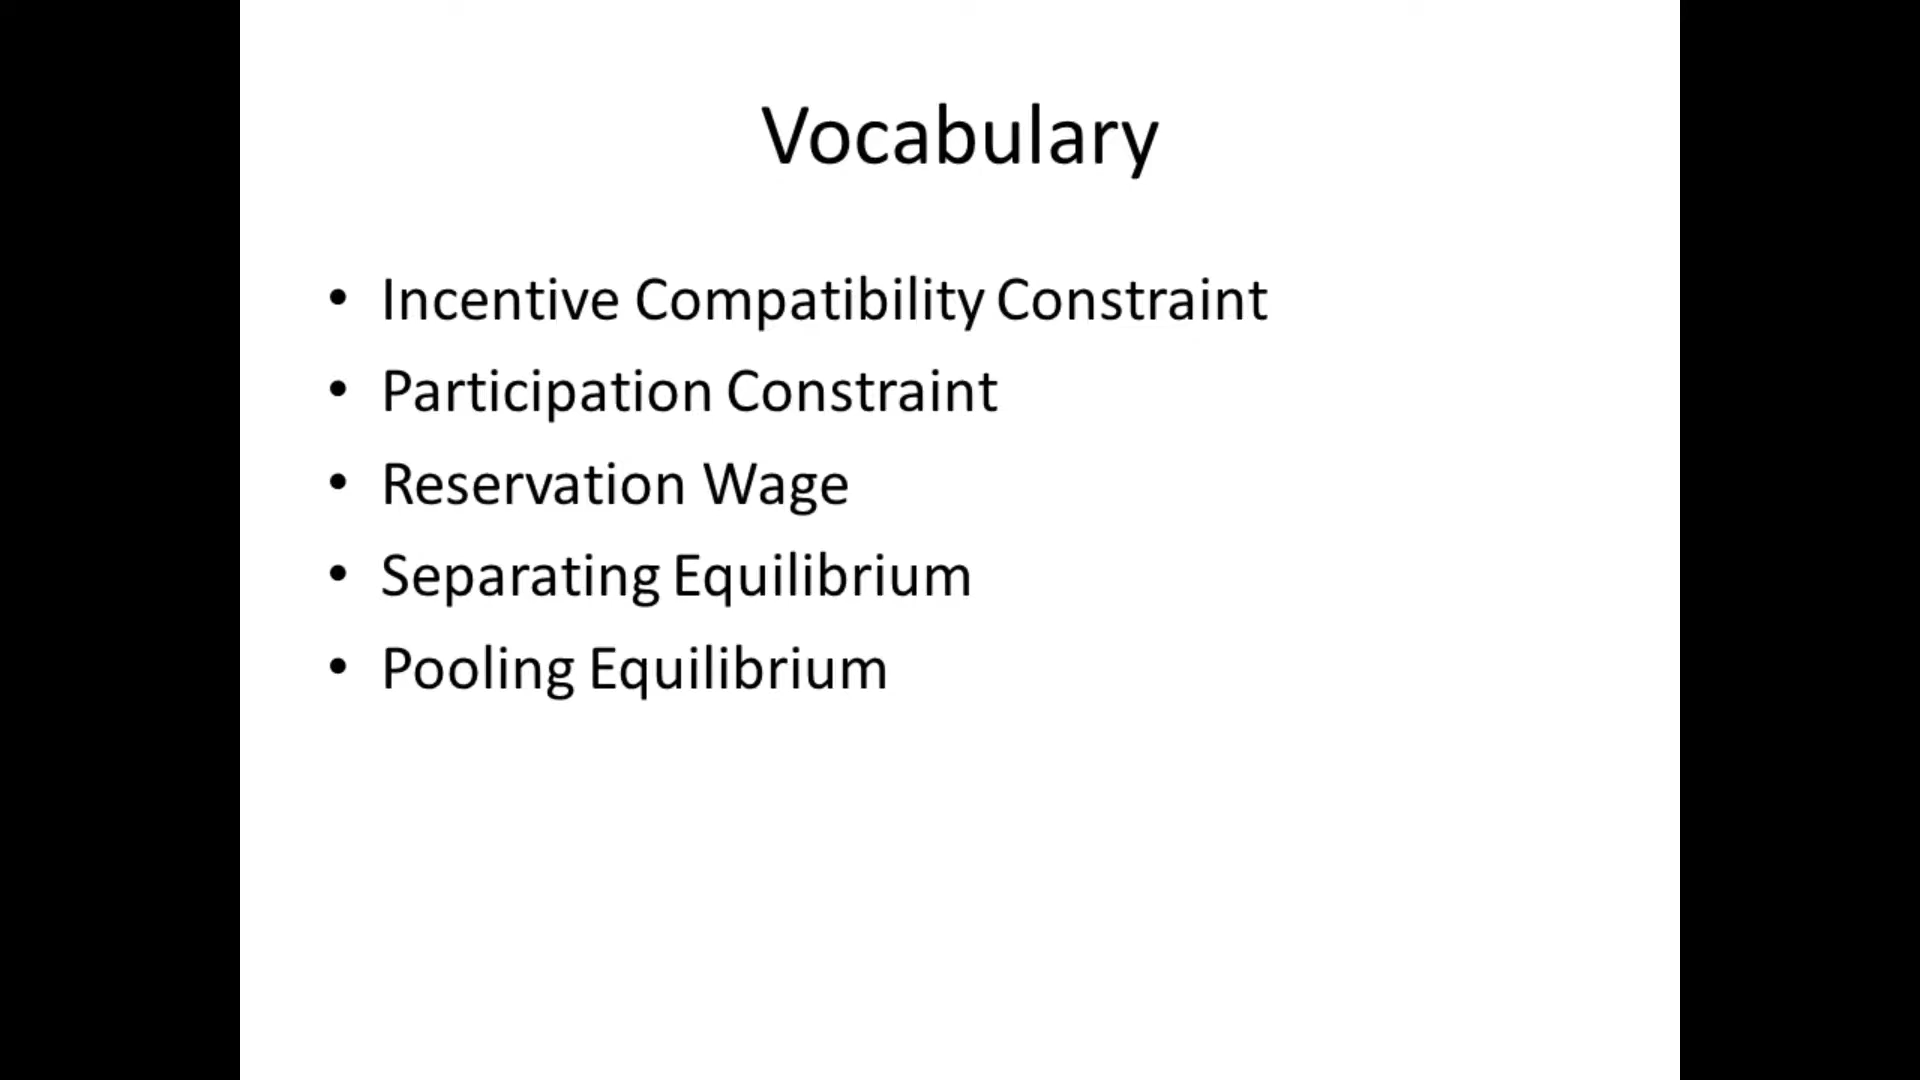 Vocabulary
• Incentive Compatibility Constraint
• Participation Constraint
• Reservation Wage
• Separating Equilibrium
• Pooling Equilibrium